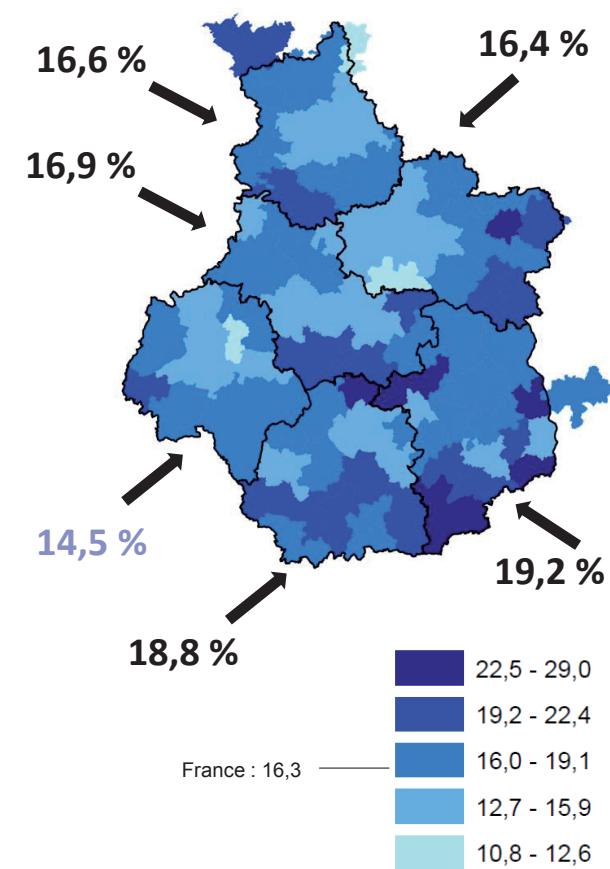 16,6 %
16,4 %
16,9 %
14,5 %
19,2 %
18,8 %
22,5 - 29,0
19,2 - 22,4
France : 16,3
16,0 - 19,1
12,7 - 15,9
10,8 - 12,6